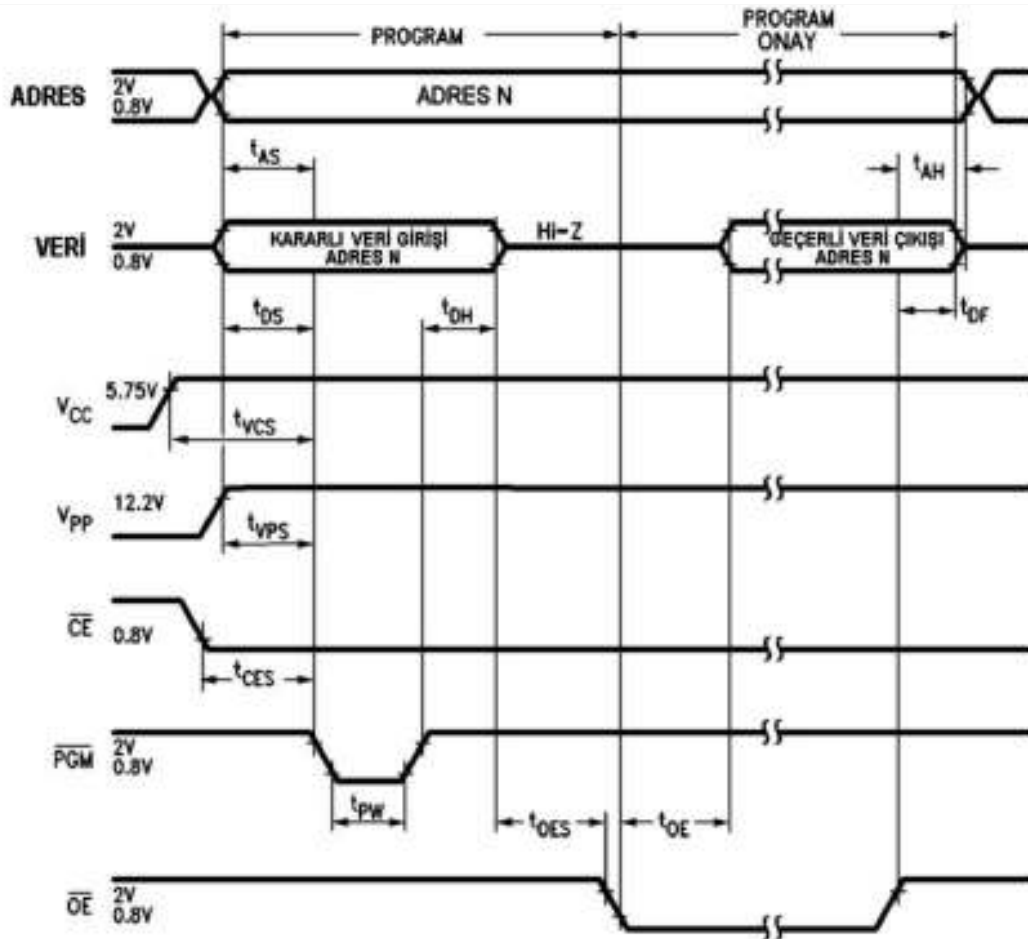 PROGRAM
PROGRAM
ONAY
ADRES
2V
0.8V
ADRES N
tAS
tAH
VERİ
2V
0.8V
KARARLI VERİ GİRİŞİ
ADRES N
Hi-Z
GEÇERLİ VERİ ÇIKIŞI
ADRES N
tDS
tDH
tDF
VCC
5.75V
tVCS
VPP
12.2V
tVPS
CE
0.8V
tCES
PGM
2V
0.8V
tPW
tOES
tOE
OE
2V
0.8V